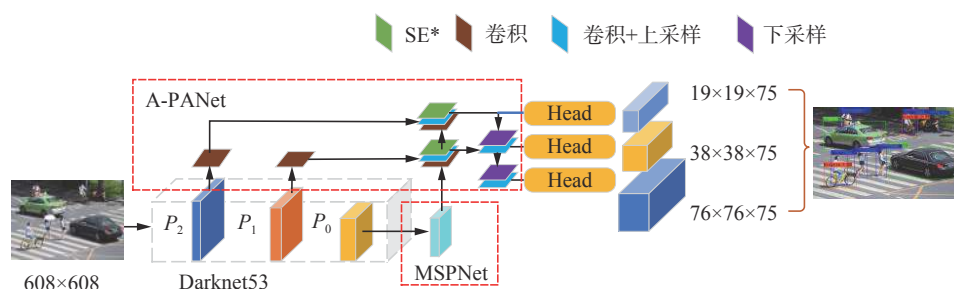 SE*
卷积
卷积+上采样
下采样
A-PANet
Head
19×19×75
Head
38×38×75
Head
76×76×75
P2
P1
P0
MSPNet
608×608
Darknet53